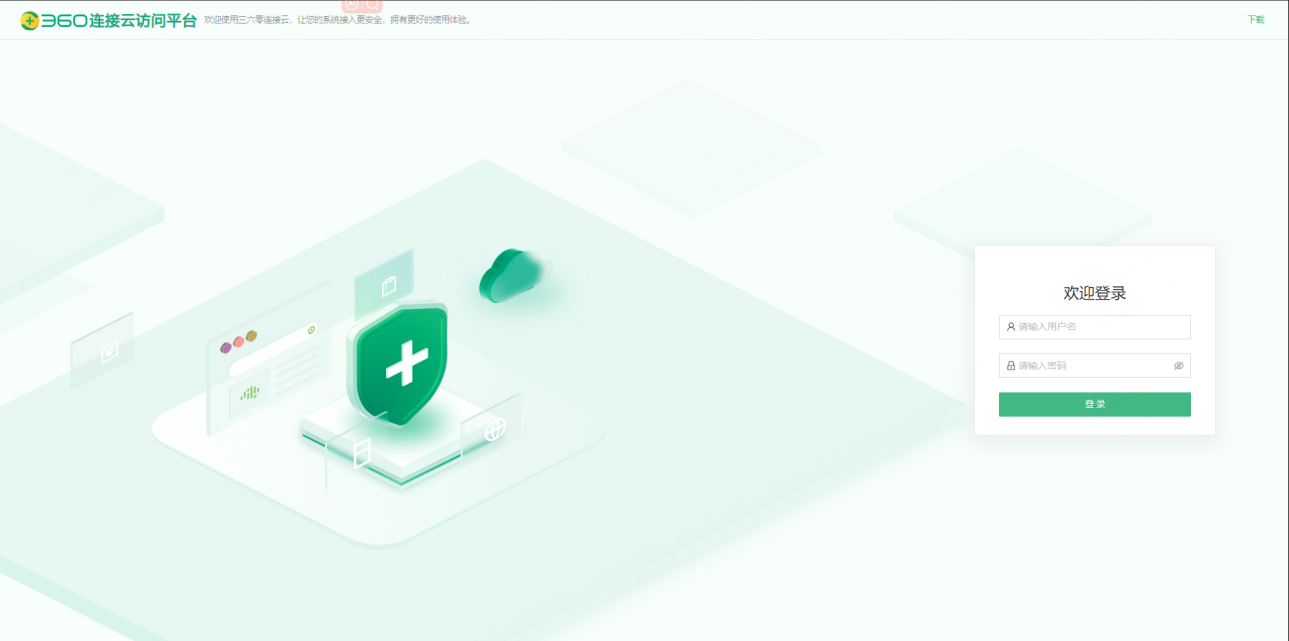 360连接云访问平台 欢迎使用三六零连接云，让您的系统接入更安全，拥有更好的使用体验。
下载
欢迎登录
请输入用户名
请输入密码
登录